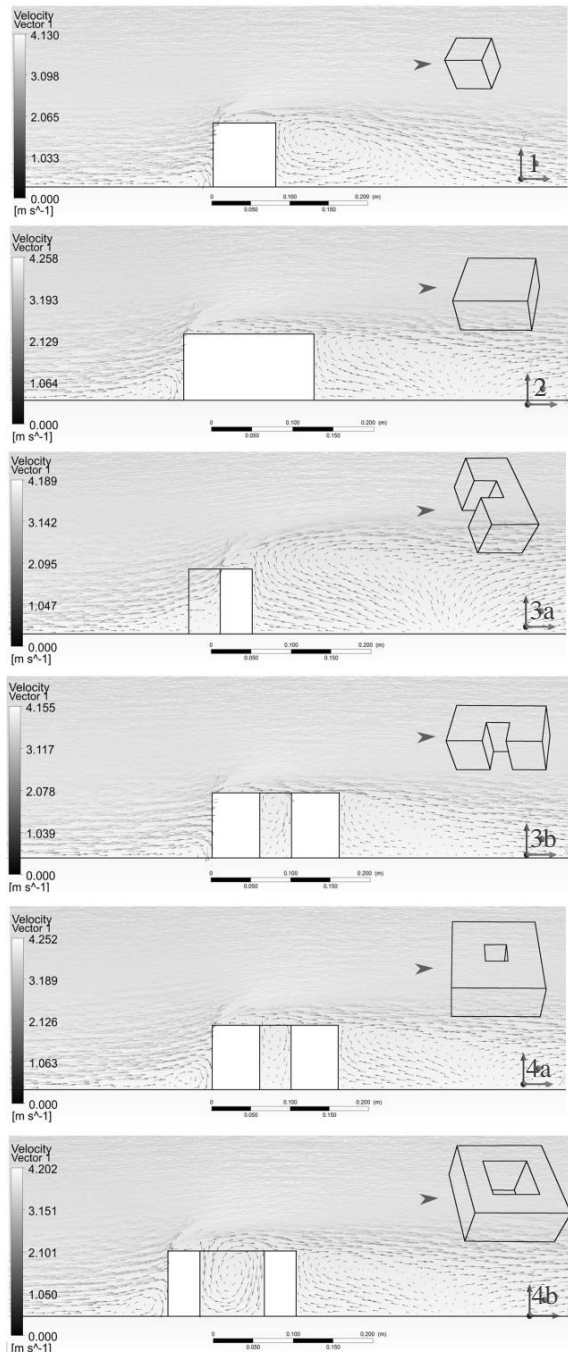 Velocity
Vector 1
4.130
3.098
2.065
1.033
0.000
[m s^-1]
0 0.100 0.200 (m)
0.050 0.150
1
Velocity
Vector 1
4.258
3.193
2.129
1.064
0.000
[m s^-1]
0 0.100 0.200 (m)
0.050 0.150
2
Velocity
Vector 1
4.189
3.142
2.095
1.047
0.000
[m s^-1]
0 0.100 0.200 (m)
0.050 0.150
3a
Velocity
Vector 1
4.155
3.117
2.078
1.039
0.000
[m s^-1]
0 0.100 0.200 (m)
0.050 0.150
3b
Velocity
Vector 1
4.252
3.189
2.126
1.063
0.000
[m s^-1]
0 0.100 0.200 (m)
0.050 0.150
4a
Velocity
Vector 1
4.202
3.151
2.101
1.050
0.000
[m s^-1]
0 0.100 0.200 (m)
0.050 0.150
4b